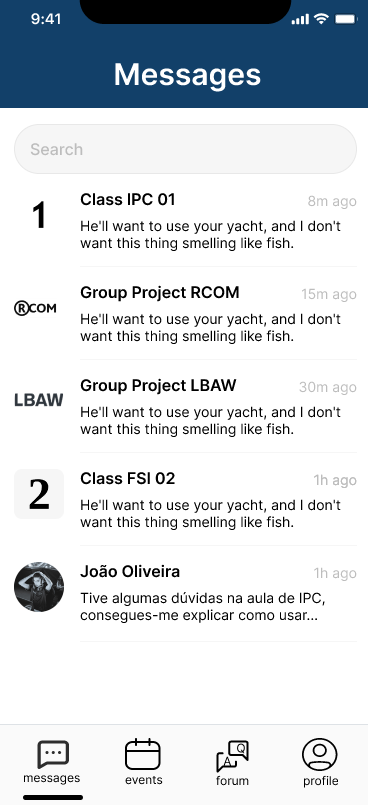 9:41
Messages
Search
1
Class IPC 01
8m ago
He'll want to use your yacht, and I don't
want this thing smelling like fish.
®COM
Group Project RCOM
15m ago
He'll want to use your yacht, and I don't
want this thing smelling like fish.
LBAW
Group Project LBAW
30m ago
He'll want to use your yacht, and I don't
want this thing smelling like fish.
2
Class FSI 02
1h ago
He'll want to use your yacht, and I don't
want this thing smelling like fish.
João Oliveira
1h ago
Tive algumas dúvidas na aula de IPC,
consegues-me explicar como usar...
Q
A
messages
events
forum
profile